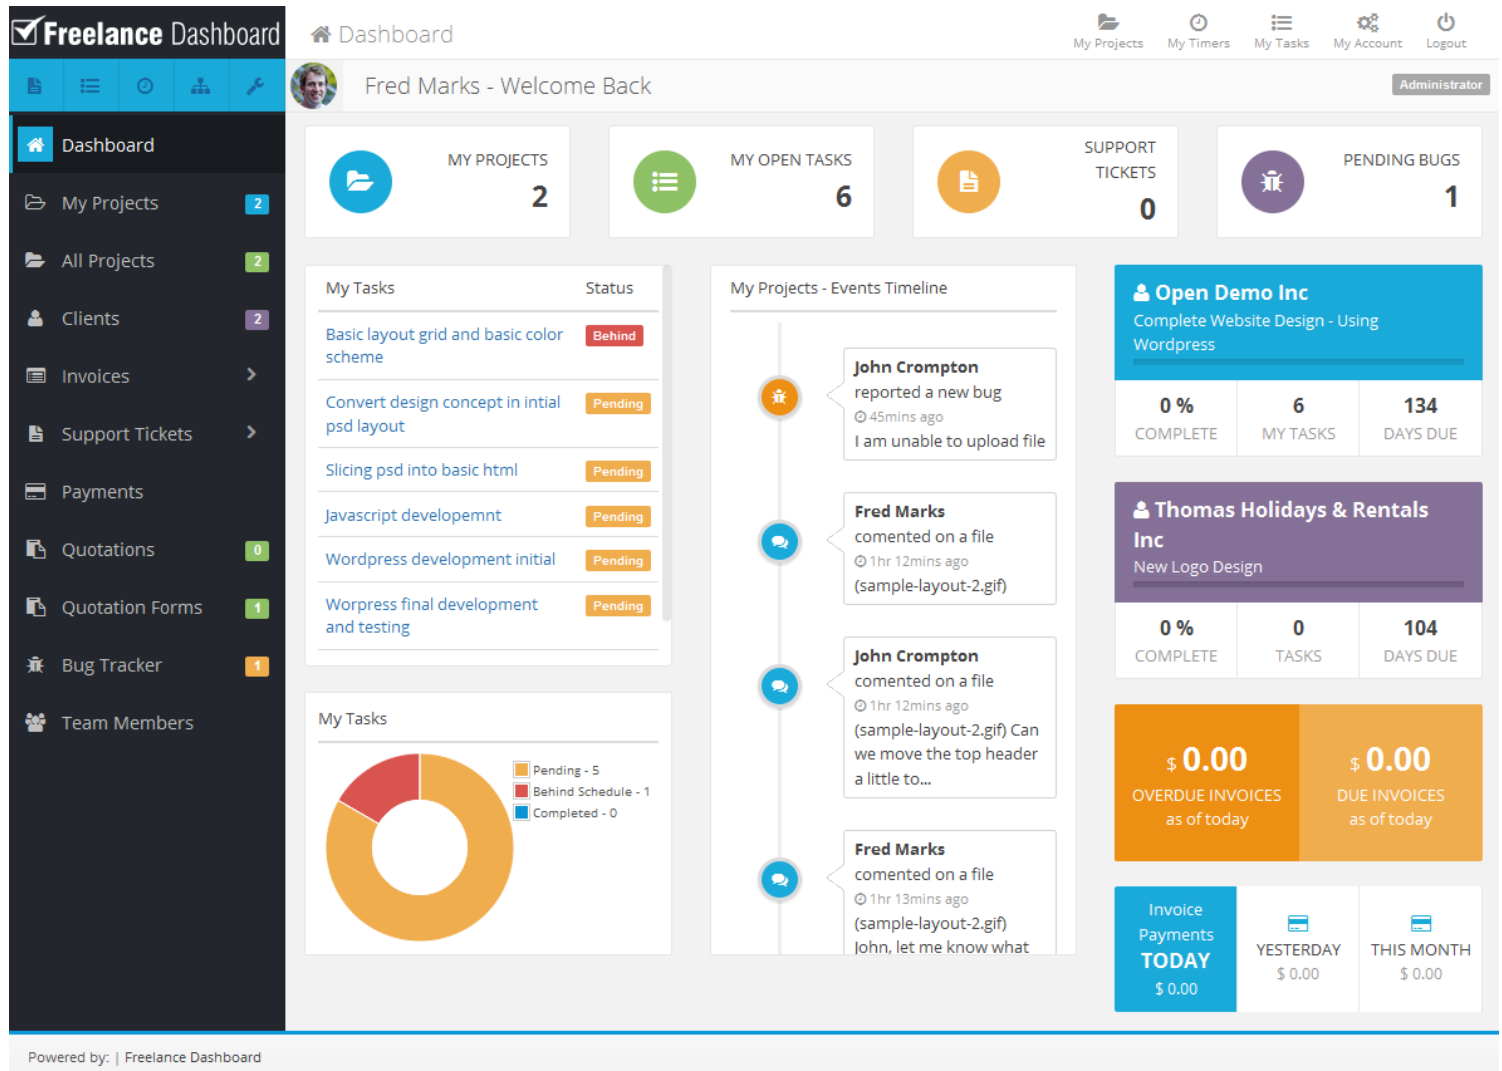 Freelance Dashboard
Dashboard
My Projects
My Timers
My Tasks
My Account
Logout
Fred Marks - Welcome Back
Administrator
Dashboard
My Projects 2
All Projects 2
Clients 2
Invoices
Support Tickets
Payments
Quotations 0
Quotation Forms 1
Bug Tracker 1
Team Members
MY PROJECTS
2
MY OPEN TASKS
6
SUPPORT
TICKETS
0
PENDING BUGS
1
My Tasks Status
Basic layout grid and basic color Behind
scheme
Convert design concept in intial Pending
psd layout
Slicing psd into basic html Pending
Javascript developemnt Pending
Wordpress development initial Pending
Worpress final development Pending
and testing
My Tasks
Pending - 5
Behind Schedule - 1
Completed - 0
My Projects - Events Timeline
John Crompton
reported a new bug
45mins ago
I am unable to upload file
Fred Marks
comented on a file
1hr 12mins ago
(sample-layout-2.gif)
John Crompton
comented on a file
1hr 12mins ago
(sample-layout-2.gif) Can
we move the top header
a little to...
Fred Marks
comented on a file
1hr 13mins ago
(sample-layout-2.gif)
John, let me know what
Open Demo Inc
Complete Website Design - Using
Wordpress
0 % 6 134
COMPLETE MY TASKS DAYS DUE
Thomas Holidays & Rentals
Inc
New Logo Design
0 % 0 104
COMPLETE TASKS DAYS DUE
$ 0.00
OVERDUE INVOICES
as of today
$ 0.00
DUE INVOICES
as of today
Invoice
Payments
TODAY
$ 0.00
YESTERDAY
$ 0.00
THIS MONTH
$ 0.00
Powered by: | Freelance Dashboard